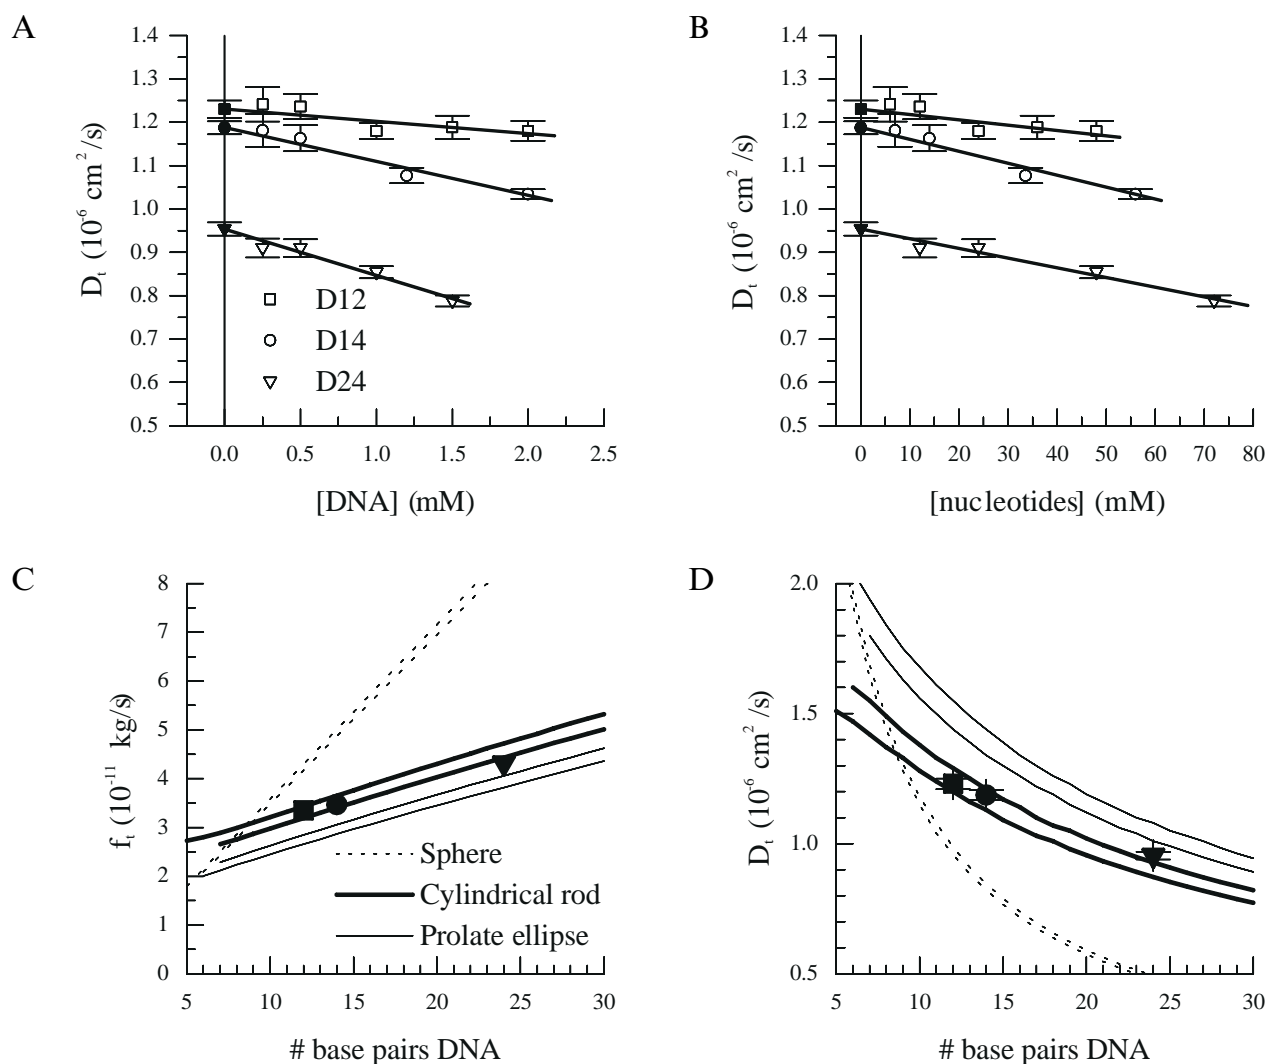 A
1.4
1.3
1.2
1.1
1.0
0.9
0.8
0.7
0.6
0.5
D_t (10^-6 cm^2/s)
D12
D14
D24
0.0 0.5 1.0 1.5 2.0 2.5
[DNA] (mM)
B
1.4
1.3
1.2
1.1
1.0
0.9
0.8
0.7
0.6
0.5
D_t (10^-6 cm^2/s)
0 10 20 30 40 50 60 70 80
[nucleotides] (mM)
C
8
7
6
5
4
3
2
1
0
f_t (10^-11 kg/s)
Sphere
Cylindrical rod
Prolate ellipse
5 10 15 20 25 30
# base pairs DNA
D
2.0
1.5
1.0
0.5
D_t (10^-6 cm^2/s)
5 10 15 20 25 30
# base pairs DNA